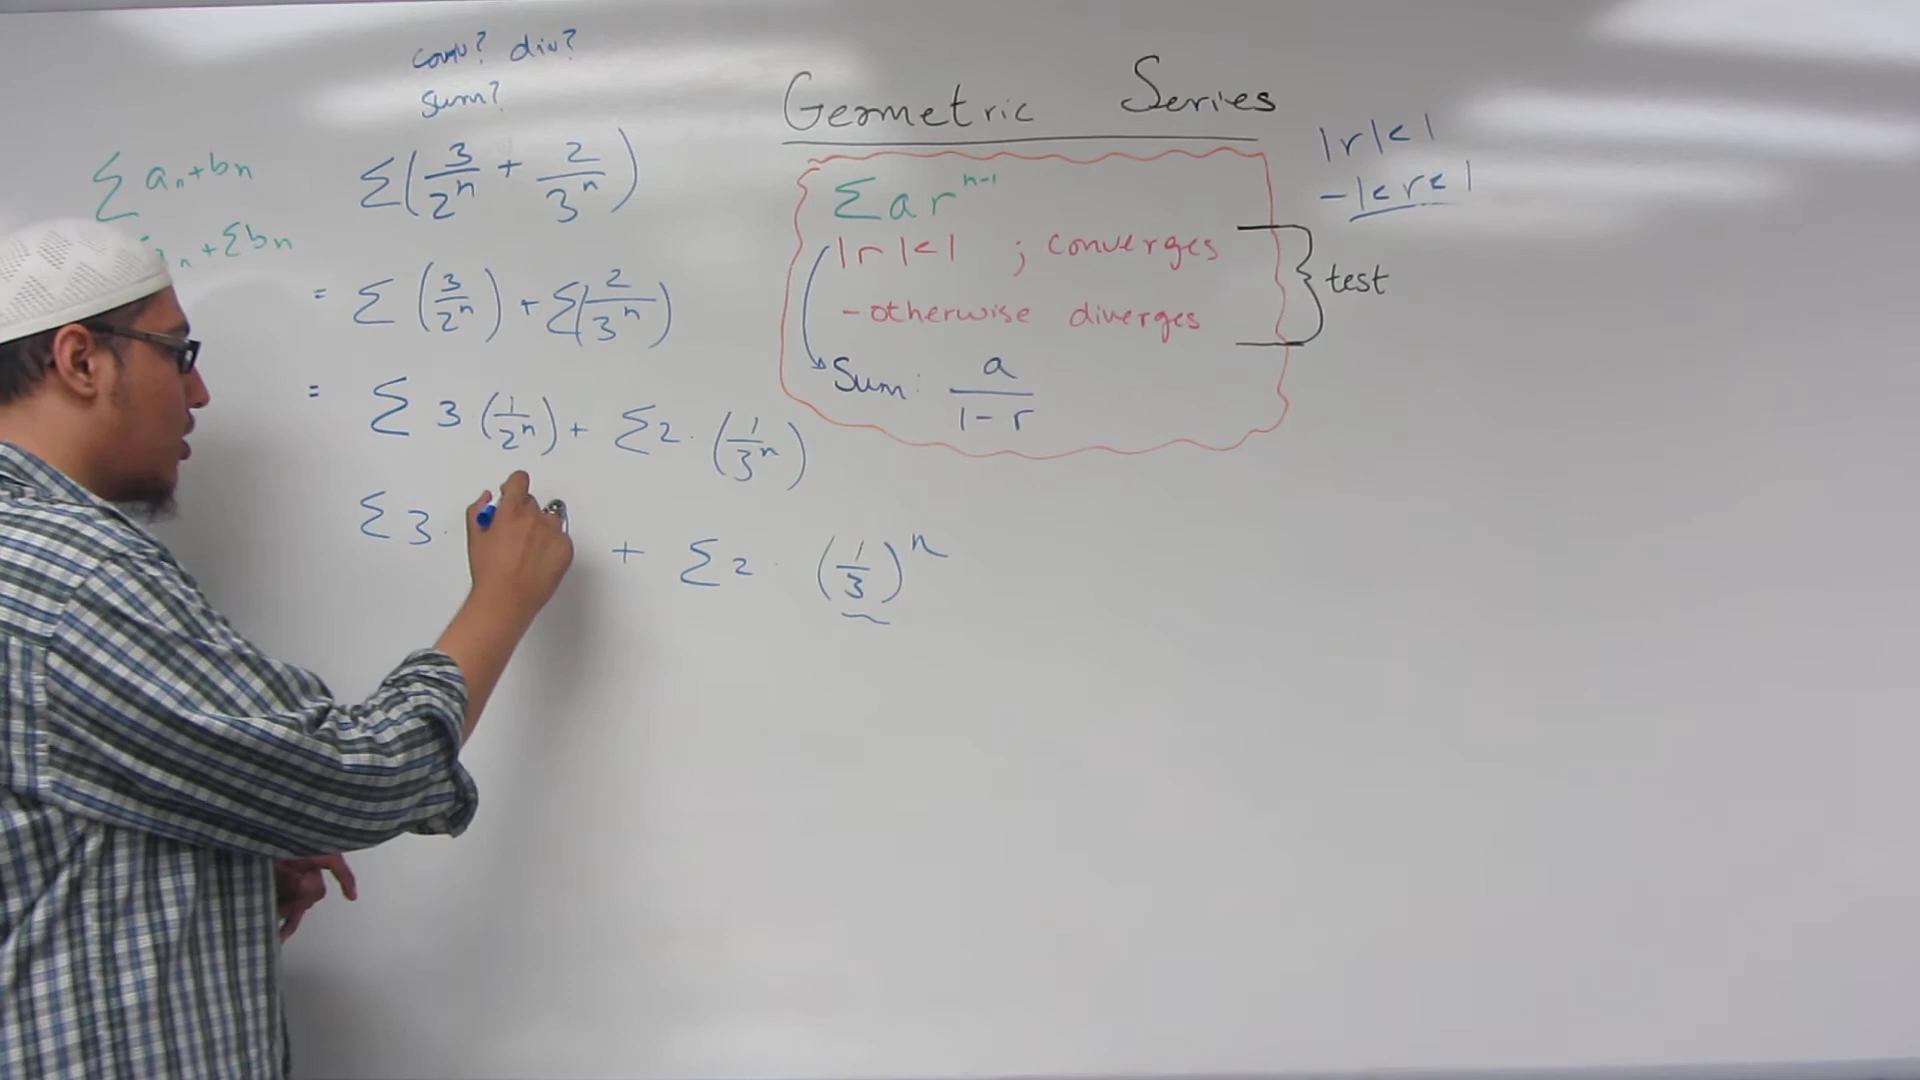 conv? div?
sum?
Σ aₙ+bₙ
ₙ + Σbₙ
Σ(3/2ⁿ + 2/3ⁿ)
= Σ (3/2ⁿ) + Σ(2/3ⁿ)
= Σ 3 (1/2ⁿ) + Σ2 · (1/3ⁿ)
Σ3 · + Σ2 · (1/3)ⁿ
Geometric Series
Σarⁿ⁻¹
|r|<1 ; converges
-otherwise diverges
Sum: a/1-r
test
|r|<1
-1<r<1